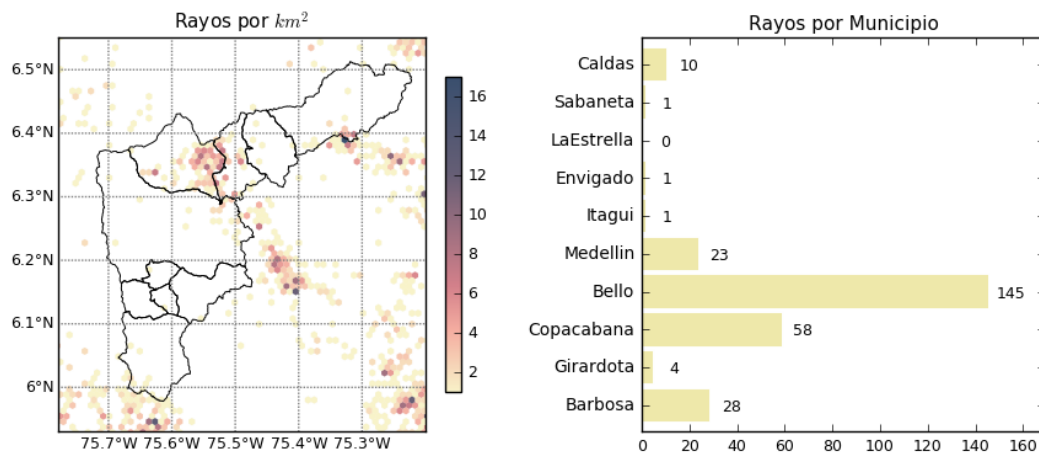 Rayos por km²
6.5°N
6.4°N
6.3°N
6.2°N
6.1°N
6°N
75.7°W 75.6°W 75.5°W 75.4°W 75.3°W
16
14
12
10
8
6
4
2
Rayos por Municipio
Caldas 10
Sabaneta 1
LaEstrella 0
Envigado 1
Itagui 1
Medellin 23
Bello 145
Copacabana 58
Girardota 4
Barbosa 28
0 20 40 60 80 100 120 140 160